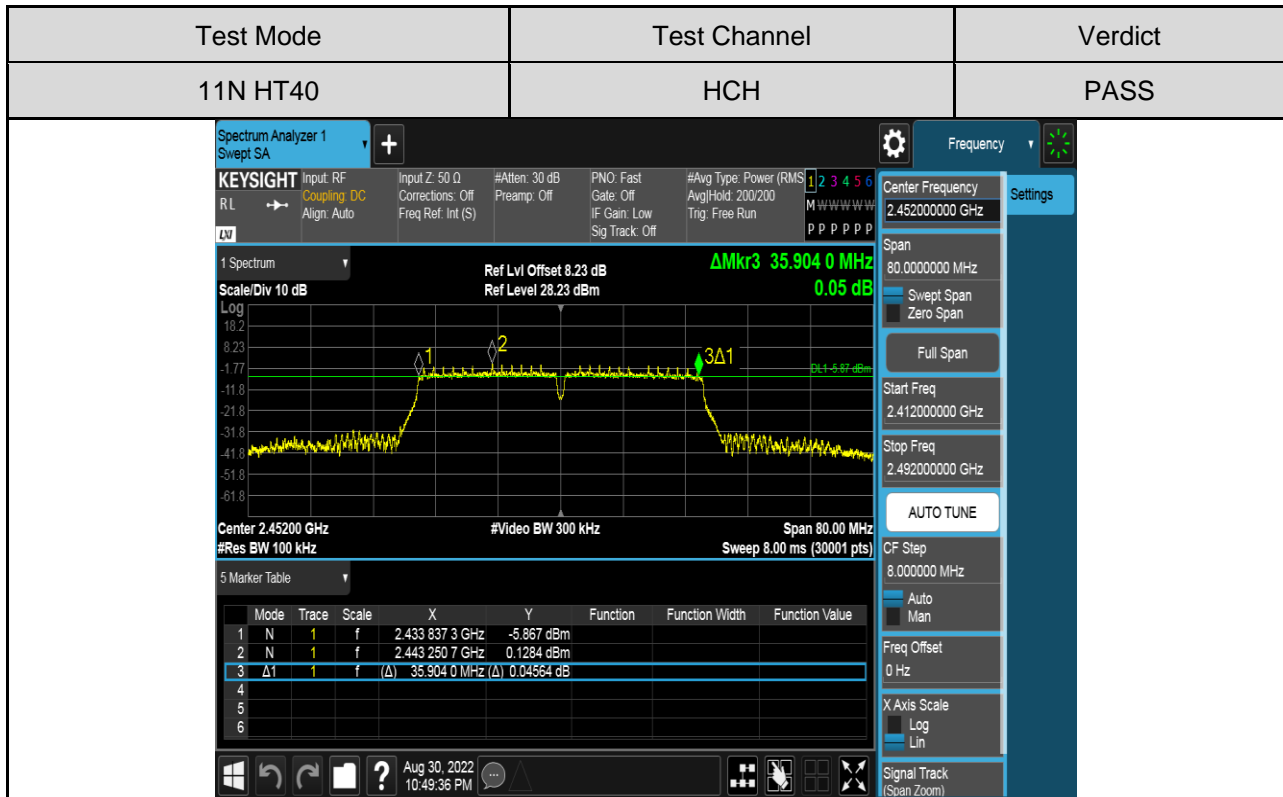 Test Mode Test Channel Verdict
11N HT40 HCH PASS
Spectrum Analyzer 1
Swept SA
+
Frequency
KEYSIGHT Input: RF Input Z: 50 Ω #Atten: 30 dB PNO: Fast #Avg Type: Power (RMS 1 2 3 4 5 6
RL Coupling: DC Corrections: Off Preamp: Off Gate: Off Avg|Hold: 200/200
Align: Auto Freq Ref: Int (S) IF Gain: Low Trig: Free Run M W W W W W
LXI Sig Track: Off P P P P P P
Center Frequency
2.452000000 GHz
Settings
1 Spectrum
Ref Lvl Offset 8.23 dB
ΔMkr3 35.904 0 MHz
Scale/Div 10 dB
Ref Level 28.23 dBm
0.05 dB
Log
18.2
8.23
-1.77
-11.8
-21.8
-31.8
-41.8
-51.8
-61.8
1
2
3Δ1
DL1 -5.87 dBm
Center 2.45200 GHz #Video BW 300 kHz Span 80.00 MHz
#Res BW 100 kHz Sweep 8.00 ms (30001 pts)
Span
80.0000000 MHz
Swept Span
Zero Span
Full Span
Start Freq
2.412000000 GHz
Stop Freq
2.492000000 GHz
AUTO TUNE
CF Step
8.000000 MHz
Auto
Man
Freq Offset
0 Hz
X Axis Scale
Log
Lin
Signal Track
(Span Zoom)
5 Marker Table
Mode Trace Scale X Y Function Function Width Function Value
1 N 1 f 2.433 837 3 GHz -5.867 dBm
2 N 1 f 2.443 250 7 GHz 0.1284 dBm
3 Δ1 1 f (Δ) 35.904 0 MHz (Δ) 0.04564 dB
4
5
6
? Aug 30, 2022
10:49:36 PM